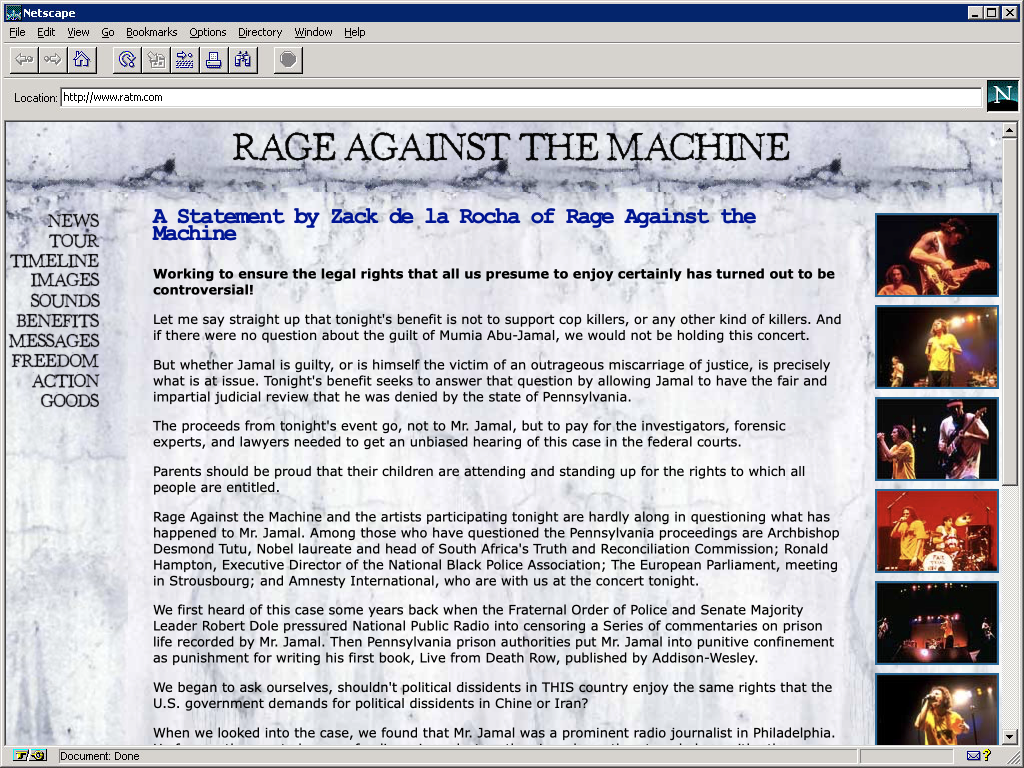 Netscape
File Edit View Go Bookmarks Options Directory Window Help
Location: http://www.ratm.com
N
RAGE AGAINST THE MACHINE
NEWS
TOUR
TIMELINE
IMAGES
SOUNDS
BENEFITS
MESSAGES
FREEDOM
ACTION
GOODS
A Statement by Zack de la Rocha of Rage Against the
Machine
Working to ensure the legal rights that all us presume to enjoy certainly has turned out to be
controversial!
Let me say straight up that tonight's benefit is not to support cop killers, or any other kind of killers. And
if there were no question about the guilt of Mumia Abu-Jamal, we would not be holding this concert.
But whether Jamal is guilty, or is himself the victim of an outrageous miscarriage of justice, is precisely
what is at issue. Tonight's benefit seeks to answer that question by allowing Jamal to have the fair and
impartial judicial review that he was denied by the state of Pennsylvania.
The proceeds from tonight's event go, not to Mr. Jamal, but to pay for the investigators, forensic
experts, and lawyers needed to get an unbiased hearing of this case in the federal courts.
Parents should be proud that their children are attending and standing up for the rights to which all
people are entitled.
Rage Against the Machine and the artists participating tonight are hardly along in questioning what has
happened to Mr. Jamal. Among those who have questioned the Pennsylvania proceedings are Archbishop
Desmond Tutu, Nobel laureate and head of South Africa's Truth and Reconciliation Commission; Ronald
Hampton, Executive Director of the National Black Police Association; The European Parliament, meeting
in Strousbourg; and Amnesty International, who are with us at the concert tonight.
We first heard of this case some years back when the Fraternal Order of Police and Senate Majority
Leader Robert Dole pressured National Public Radio into censoring a Series of commentaries on prison
life recorded by Mr. Jamal. Then Pennsylvania prison authorities put Mr. Jamal into punitive confinement
as punishment for writing his first book, Live from Death Row, published by Addison-Wesley.
We began to ask ourselves, shouldn't political dissidents in THIS country enjoy the same rights that the
U.S. government demands for political dissidents in Chine or Iran?
When we looked into the case, we found that Mr. Jamal was a prominent radio journalist in Philadelphia.
Document: Done